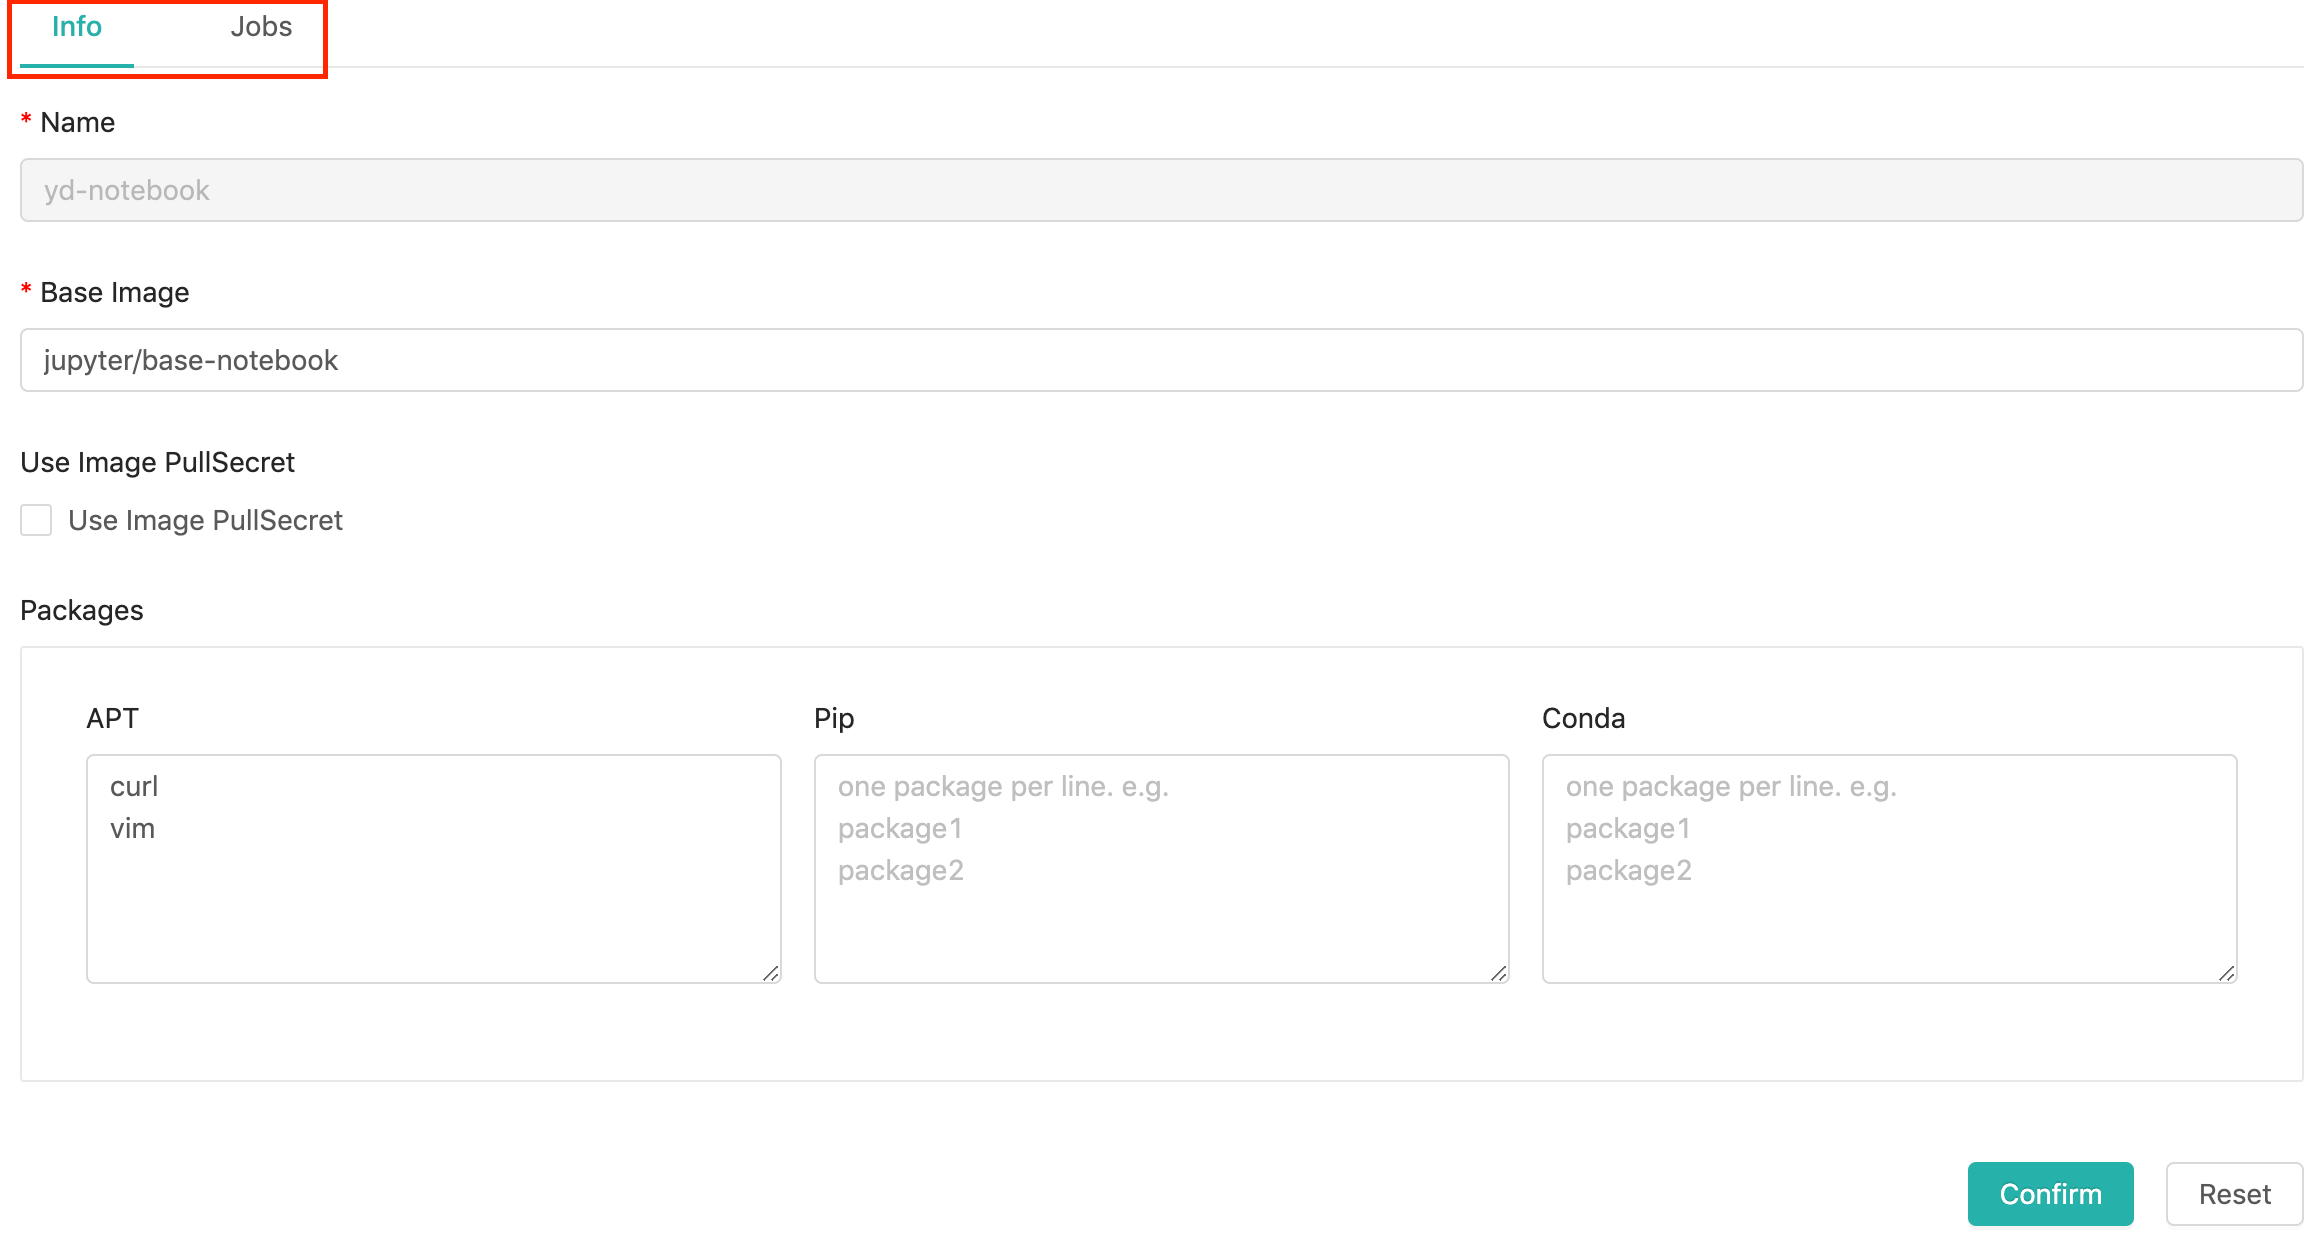 Info Jobs
* Name
yd-notebook
* Base Image
jupyter/base-notebook
Use Image PullSecret
Use Image PullSecret
Packages
APT
curl
vim
Pip
one package per line. e.g.
package1
package2
Conda
one package per line. e.g.
package1
package2
Confirm Reset